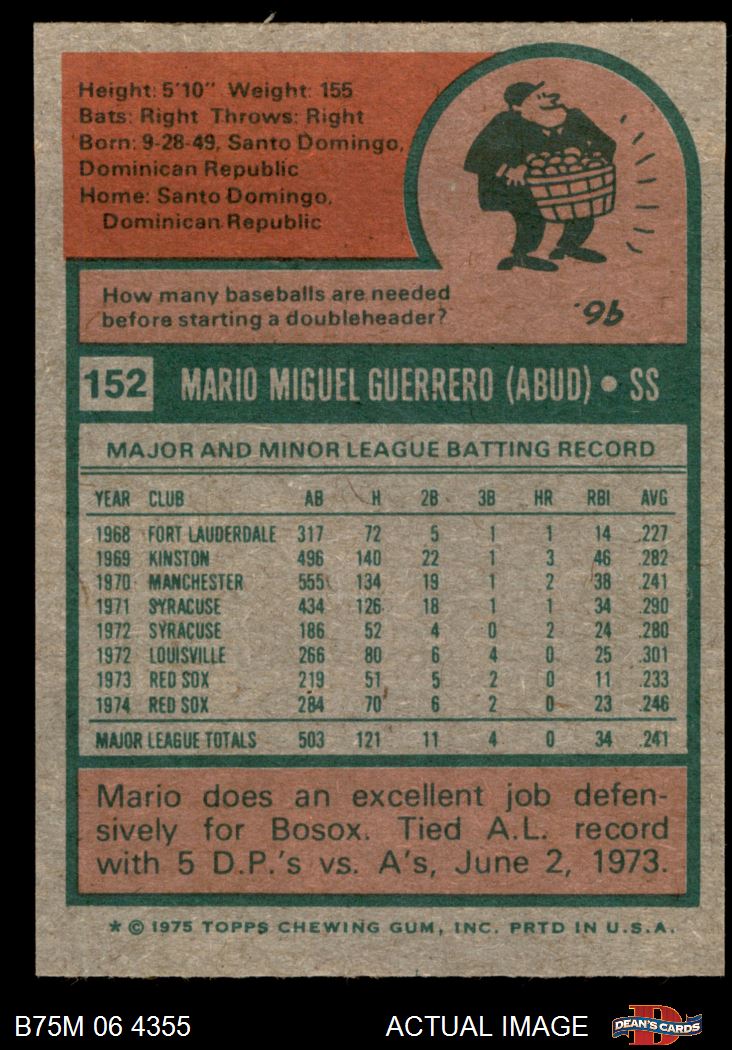 Height: 5'10" Weight: 155
Bats: Right Throws: Right
Born: 9-28-49, Santo Domingo,
Dominican Republic
Home: Santo Domingo,
Dominican Republic
How many baseballs are needed
before starting a doubleheader?
96.
152 MARIO MIGUEL GUERRERO (ABUD) • SS
MAJOR AND MINOR LEAGUE BATTING RECORD
YEAR CLUB AB H 2B 3B HR RBI AVG
1968 FORT LAUDERDALE 317 72 5 1 1 14 .227
1969 KINSTON 496 140 22 1 3 46 .282
1970 MANCHESTER 555 134 19 1 2 38 .241
1971 SYRACUSE 434 126 18 1 1 34 .290
1972 SYRACUSE 186 52 4 0 2 24 .280
1972 LOUISVILLE 266 80 6 4 0 25 .301
1973 RED SOX 219 51 5 2 0 11 .233
1974 RED SOX 284 70 6 2 0 23 .246
MAJOR LEAGUE TOTALS 503 121 11 4 0 34 .241
Mario does an excellent job defen-
sively for Bosox. Tied A.L. record
with 5 D.P.'s vs. A's, June 2, 1973.
* © 1975 TOPPS CHEWING GUM, INC. PRTD IN U.S.A.
B75M 06 4355 ACTUAL IMAGE D DEAN'S CARDS